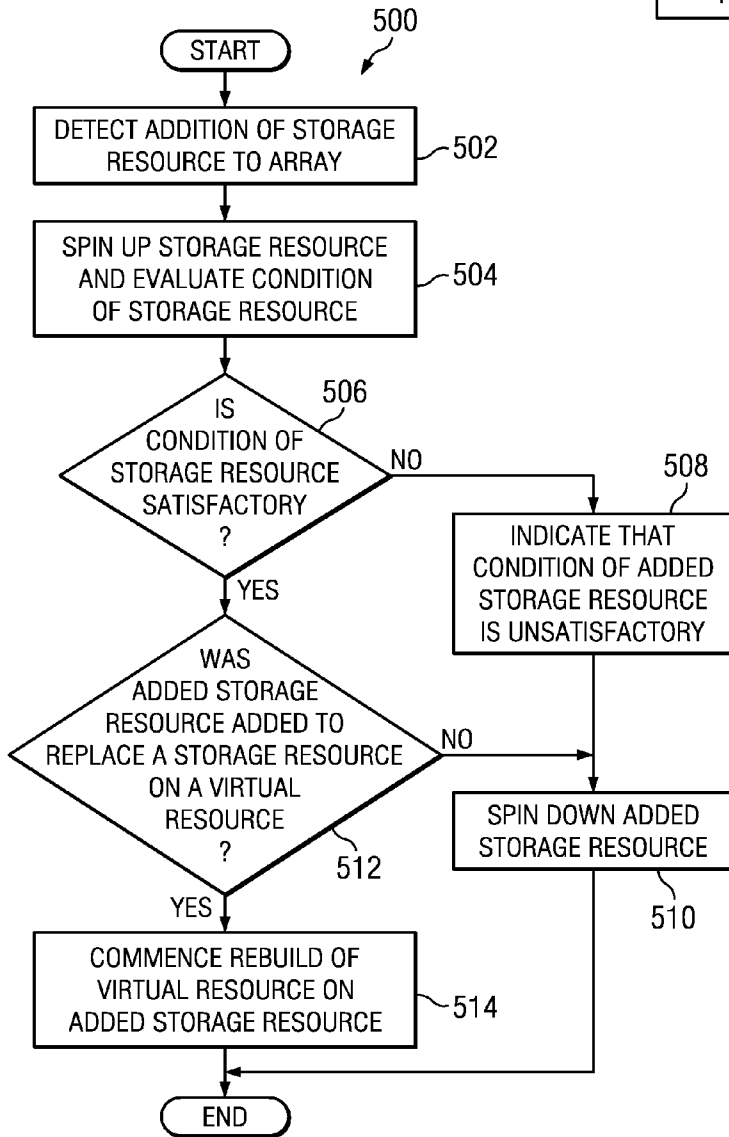 500
START
DETECT ADDITION OF STORAGE
RESOURCE TO ARRAY
502
SPIN UP STORAGE RESOURCE
AND EVALUATE CONDITION
OF STORAGE RESOURCE
504
506
IS
CONDITION OF
STORAGE RESOURCE
SATISFACTORY
?
NO
YES
508
INDICATE THAT
CONDITION OF ADDED
STORAGE RESOURCE
IS UNSATISFACTORY
WAS
ADDED STORAGE
RESOURCE ADDED TO
REPLACE A STORAGE RESOURCE
ON A VIRTUAL
RESOURCE
?
NO
512
YES
SPIN DOWN ADDED
STORAGE RESOURCE
510
COMMENCE REBUILD OF
VIRTUAL RESOURCE ON
ADDED STORAGE RESOURCE
514
END